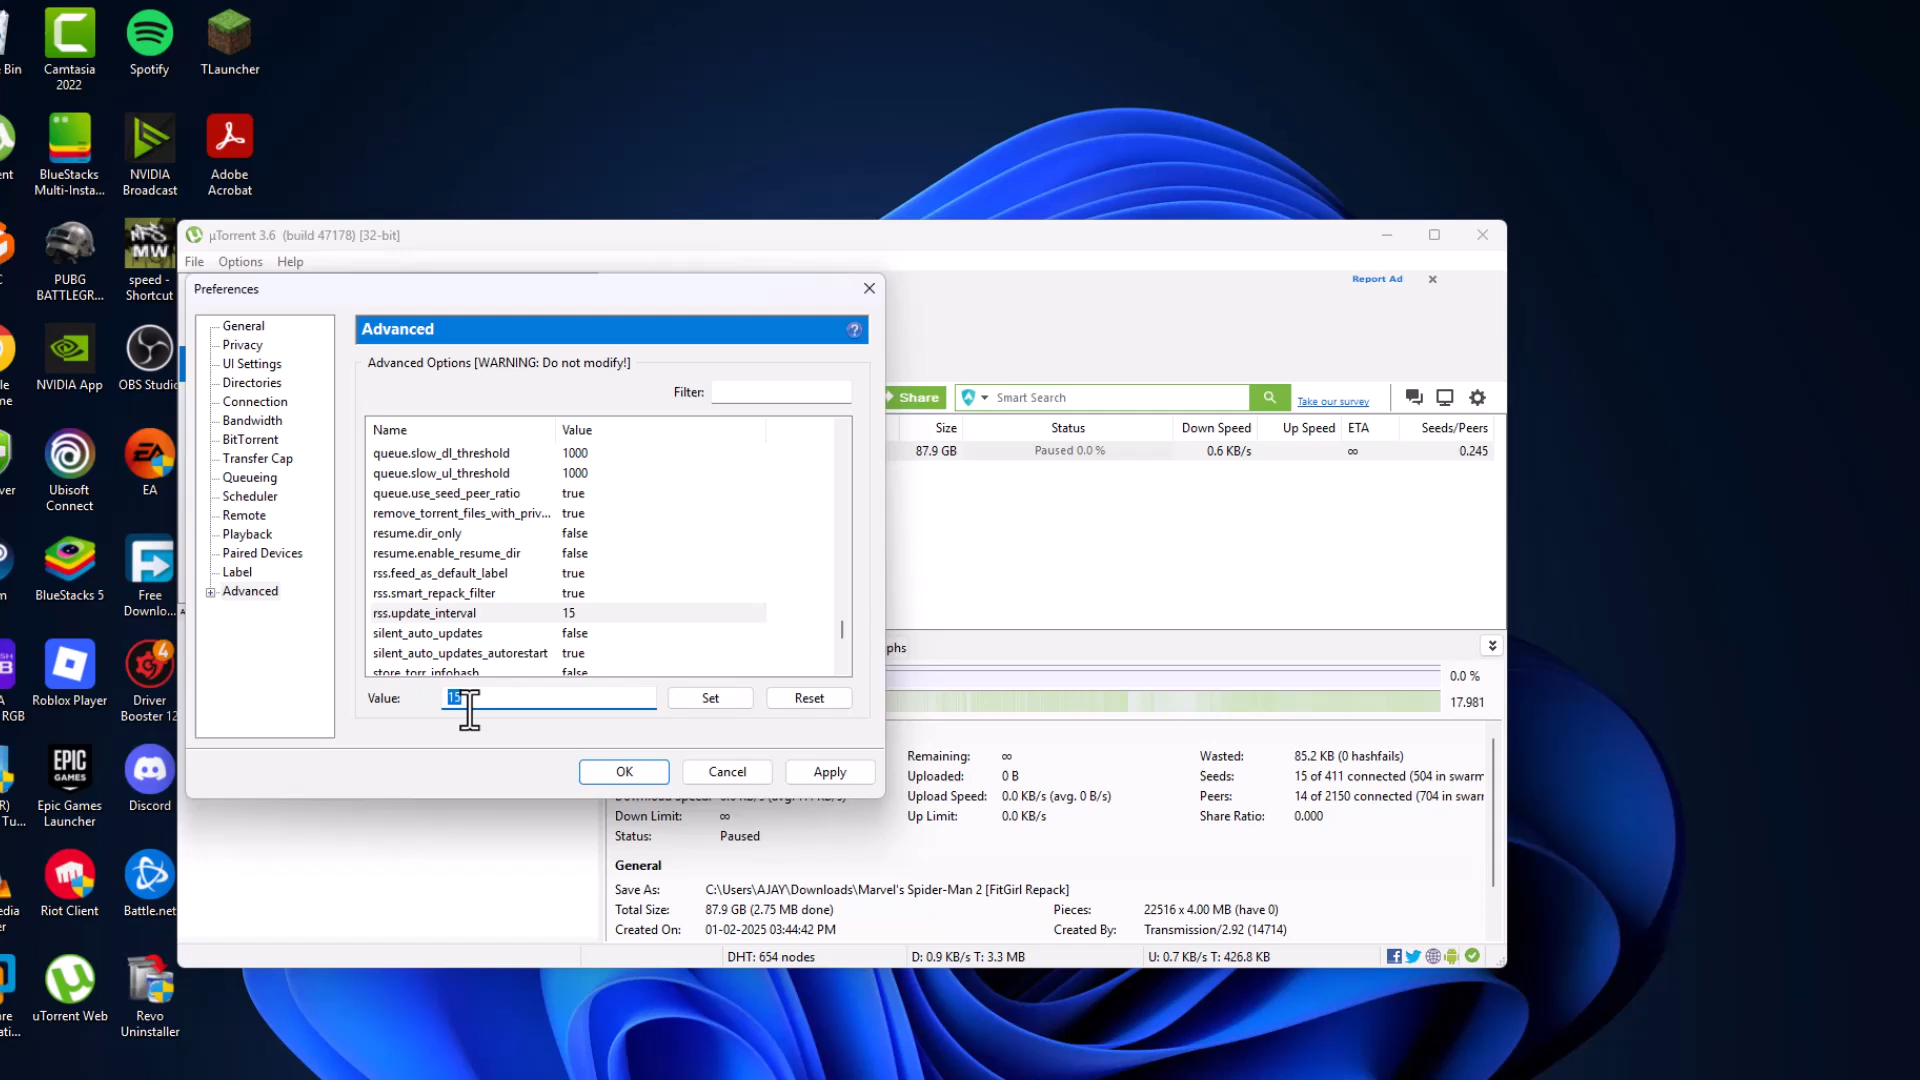 Bin
Camtasia
2022
Spotify
TLauncher
ent
BlueStacks
Multi-Insta...
NVIDIA
Broadcast
Adobe
Acrobat
C
PUBG
BATTLEGR...
NFS
MW
speed -
Shortcut
le
me
NVIDIA App
OBS Studio
ver
Ubisoft
Connect
EA
EA
m
BlueStacks 5
Free
Downlo...
SB
A
RGB
Roblox Player
4
Driver
Booster 12
R)
Tu...
EPIC
GAMES
Epic Games
Launcher
Discord
edia
er
Riot Client
Battle.net
are
ati...
uTorrent Web
Revo
Uninstaller
µTorrent 3.6 (build 47178) [32-bit]
File
Options
Help
Report Ad
Preferences
General
Privacy
UI Settings
Directories
Connection
Bandwidth
BitTorrent
Transfer Cap
Queueing
Scheduler
Remote
Playback
Paired Devices
Label
Advanced
Advanced
Advanced Options [WARNING: Do not modify!]
Filter:
Name Value
queue.slow_dl_threshold 1000
queue.slow_ul_threshold 1000
queue.use_seed_peer_ratio true
remove_torrent_files_with_priv... true
resume.dir_only false
resume.enable_resume_dir false
rss.feed_as_default_label true
rss.smart_repack_filter true
rss.update_interval 15
silent_auto_updates false
silent_auto_updates_autorestart true
store_torr_infohash false
Value: 15 Set Reset
OK Cancel Apply
Share
Smart Search
Take our survey
Size Status Down Speed Up Speed ETA Seeds/Peers
87.9 GB Paused 0.0 % 0.6 KB/s ∞ 0.245
phs
0.0 %
17.981
Remaining: ∞ Wasted: 85.2 KB (0 hashfails)
Uploaded: 0 B Seeds: 15 of 411 connected (504 in swarm
Upload Speed: 0.0 KB/s (avg. 0 B/s) Peers: 14 of 2150 connected (704 in swarm
Down Limit: ∞ Up Limit: 0.0 KB/s Share Ratio: 0.000
Status: Paused
General
Save As: C:\Users\AJAY\Downloads\Marvel's Spider-Man 2 [FitGirl Repack]
Total Size: 87.9 GB (2.75 MB done) Pieces: 22516 x 4.00 MB (have 0)
Created On: 01-02-2025 03:44:42 PM Created By: Transmission/2.92 (14714)
DHT: 654 nodes D: 0.9 KB/s T: 3.3 MB U: 0.7 KB/s T: 426.8 KB